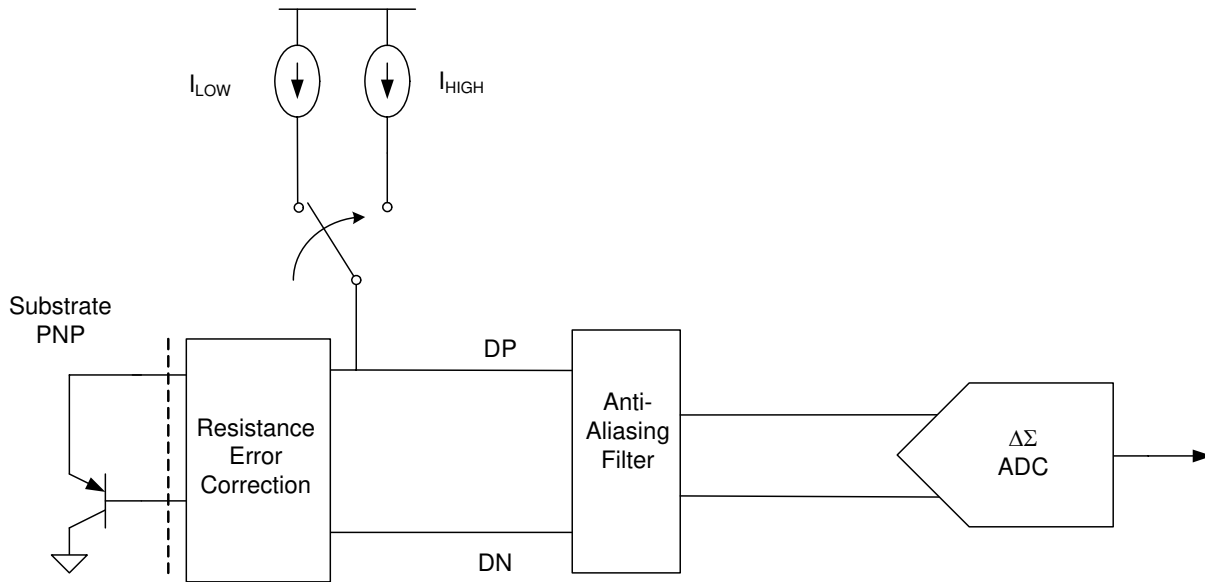 I_LOW
I_HIGH
Substrate
PNP
DP
Resistance
Error
Correction
Anti-
Aliasing
Filter
ΔΣ
ADC
DN